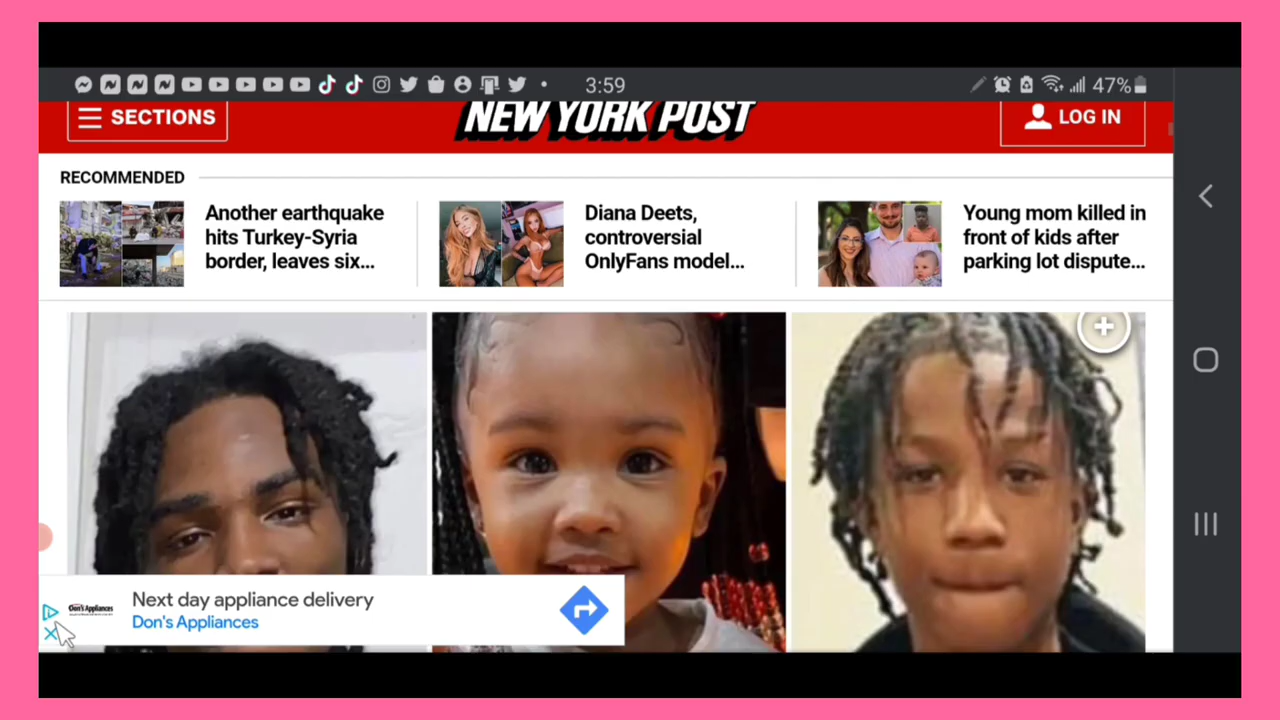 3:59
47%
SECTIONS
NEW YORK POST
LOG IN
RECOMMENDED
Another earthquake
hits Turkey-Syria
border, leaves six...
Diana Deets,
controversial
OnlyFans model...
Young mom killed in
front of kids after
parking lot dispute...
Don's Appliances
Next day appliance delivery
Don's Appliances